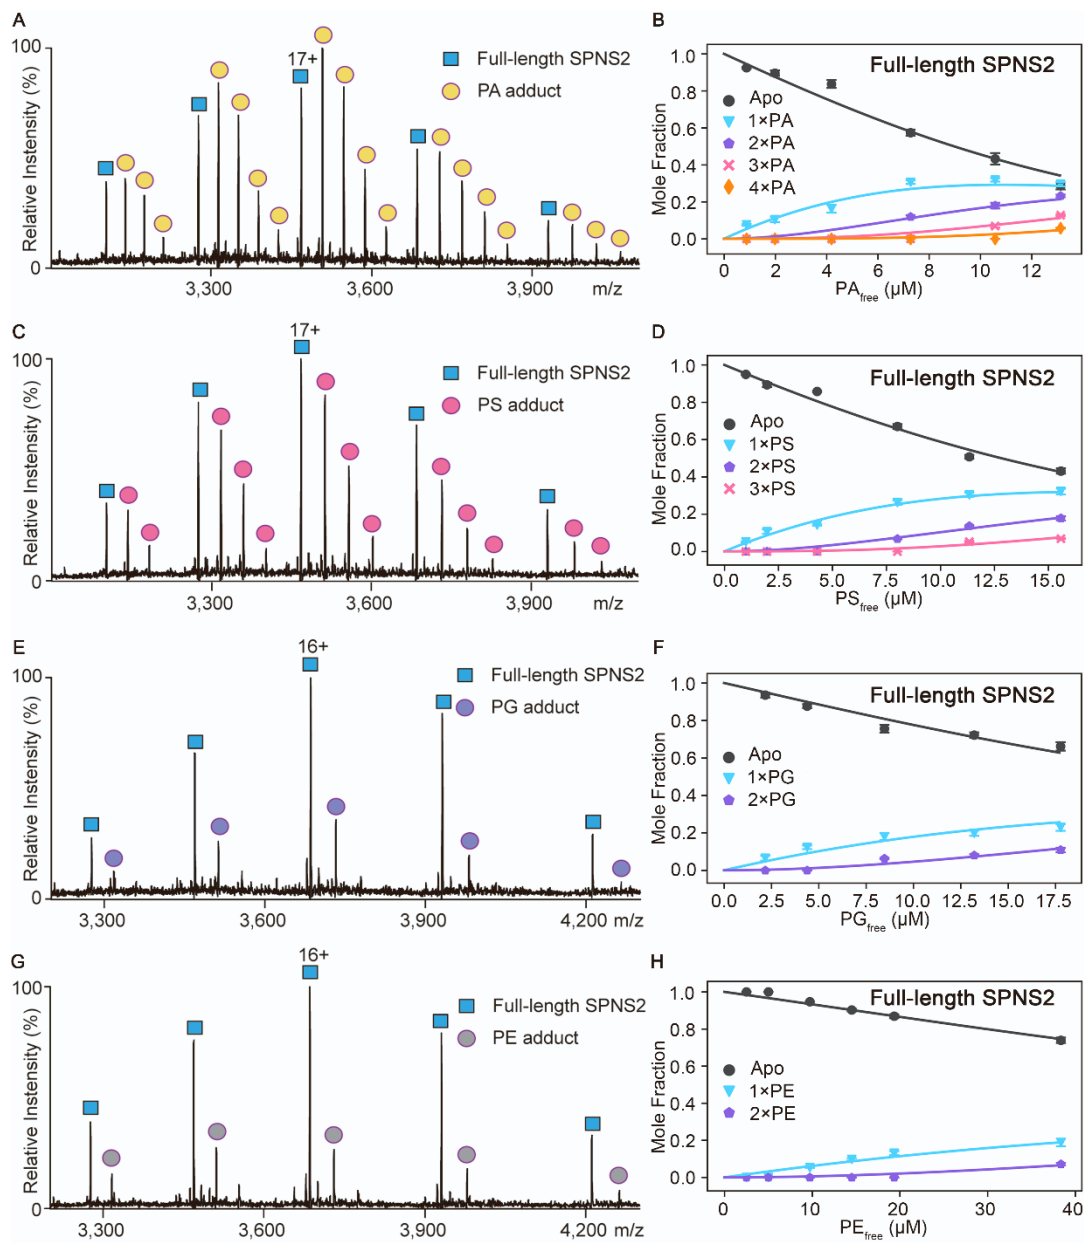 A
100
Relative Instensity (%)
0
17+
Full-length SPNS2
PA adduct
3,300
3,600
3,900
m/z
B
Full-length SPNS2
Mole Fraction
1.0
0.8
0.6
0.4
0.2
0.0
Apo
1×PA
2×PA
3×PA
4×PA
0 2 4 6 8 10 12
PAfree (µM)
C
100
Relative Instensity (%)
0
17+
Full-length SPNS2
PS adduct
3,300
3,600
3,900
m/z
D
Full-length SPNS2
Mole Fraction
1.0
0.8
0.6
0.4
0.2
0.0
Apo
1×PS
2×PS
3×PS
0.0 2.5 5.0 7.5 10.0 12.5 15.0
PSfree (µM)
E
100
Relative Instensity (%)
0
16+
Full-length SPNS2
PG adduct
3,300
3,600
3,900
4,200 m/z
F
Full-length SPNS2
Mole Fraction
1.0
0.8
0.6
0.4
0.2
0.0
Apo
1×PG
2×PG
0.0 2.5 5.0 7.5 10.0 12.5 15.0 17.5
PGfree (µM)
G
100
Relative Instensity (%)
0
16+
Full-length SPNS2
PE adduct
3,300
3,600
3,900
4,200 m/z
H
Full-length SPNS2
Mole Fraction
1.0
0.8
0.6
0.4
0.2
0.0
Apo
1×PE
2×PE
0 10 20 30 40
PEfree (µM)